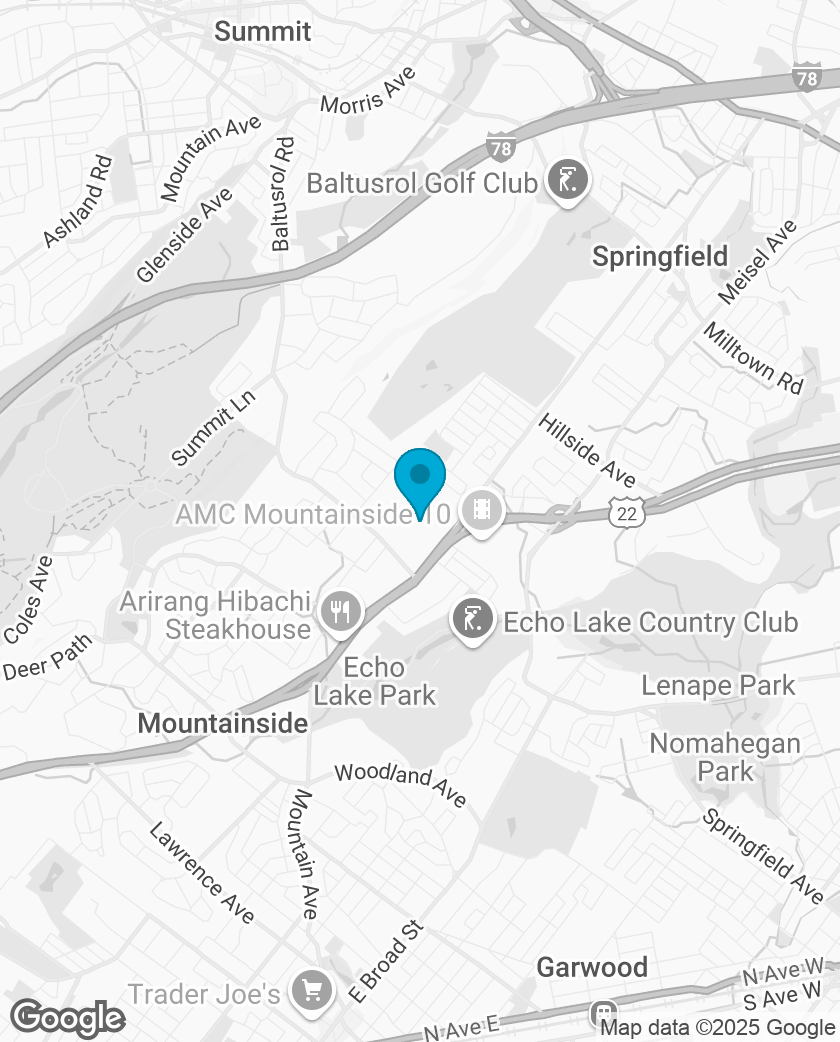 Summit
Morris Ave
78
Mountain Ave
78
Ashland Rd
Baltusrol Rd
Baltusrol Golf Club
Glenside Ave
Springfield
Meisel Ave
Milltown Rd
Summit Ln
Hillside Ave
AMC Mountainside 10
22
Coles Ave
Arirang Hibachi
Steakhouse
Echo Lake Country Club
Deer Path
Echo
Lake Park
Lenape Park
Mountainside
Nomahegan
Park
Woodland Ave
Mountain Ave
Lawrence Ave
Springfield Ave
E Broad St
Garwood
N Ave W
Trader Joe's
S Ave W
Google
N Ave E
Map data ©2025 Google